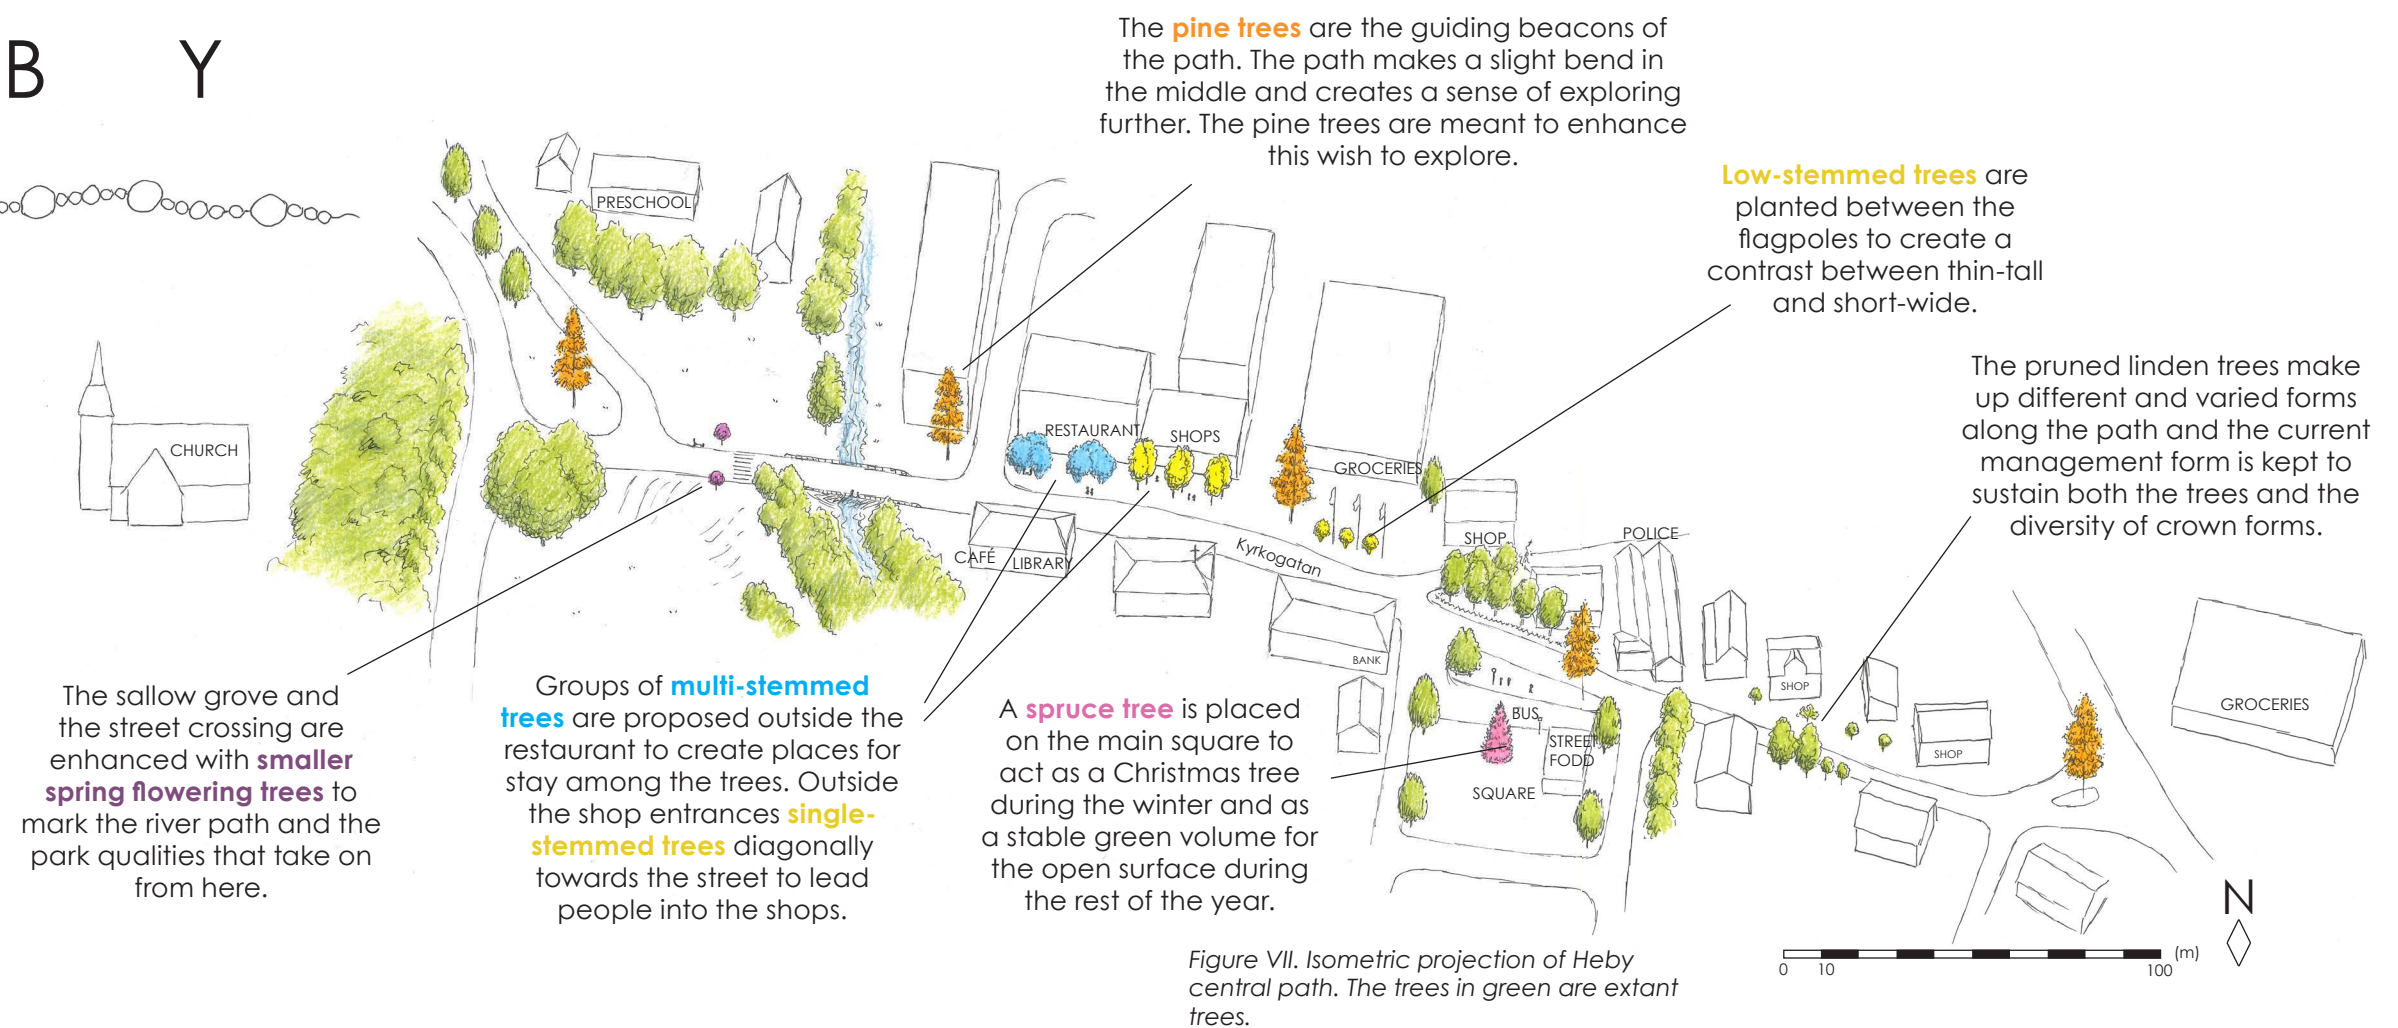 B Y
The pine trees are the guiding beacons of
the path. The path makes a slight bend in
the middle and creates a sense of exploring
further. The pine trees are meant to enhance
this wish to explore.
Low-stemmed trees are
planted between the
flagpoles to create a
contrast between thin-tall
and short-wide.
The pruned linden trees make
up different and varied forms
along the path and the current
management form is kept to
sustain both the trees and the
diversity of crown forms.
PRESCHOOL
CHURCH
RESTAURANT
SHOPS
GROCERIES
CAFÉ
LIBRARY
Kyrkogatan
SHOP
POLICE
BANK
BUS
STREET
FODD
SQUARE
SHOP
SHOP
GROCERIES
The sallow grove and
the street crossing are
enhanced with smaller
spring flowering trees to
mark the river path and the
park qualities that take on
from here.
Groups of multi-stemmed
trees are proposed outside the
restaurant to create places for
stay among the trees. Outside
the shop entrances single-
stemmed trees diagonally
towards the street to lead
people into the shops.
A spruce tree is placed
on the main square to
act as a Christmas tree
during the winter and as
a stable green volume for
the open surface during
the rest of the year.
N
(m)
0 10 100
Figure VII. Isometric projection of Heby
central path. The trees in green are extant
trees.